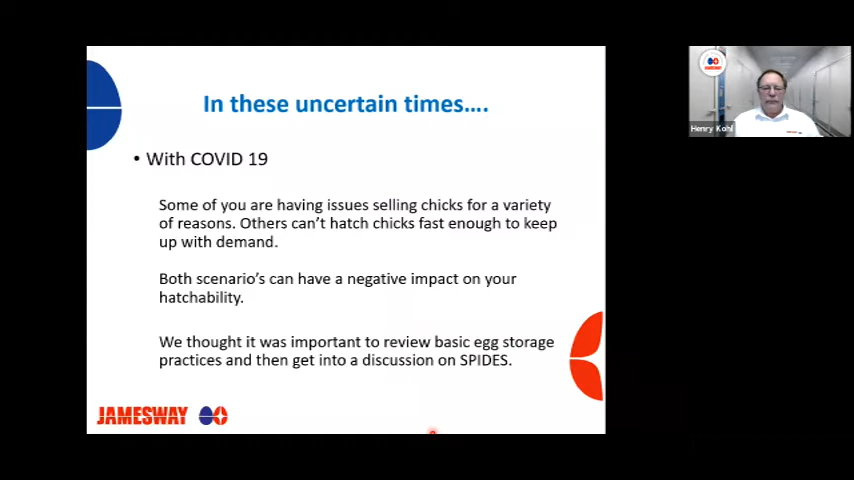 In these uncertain times....
• With COVID 19
Some of you are having issues selling chicks for a variety
of reasons. Others can't hatch chicks fast enough to keep
up with demand.
Both scenario's can have a negative impact on your
hatchability.
We thought it was important to review basic egg storage
practices and then get into a discussion on SPIDES.
JAMESWAY
JAMESWAY
Henry Kohl